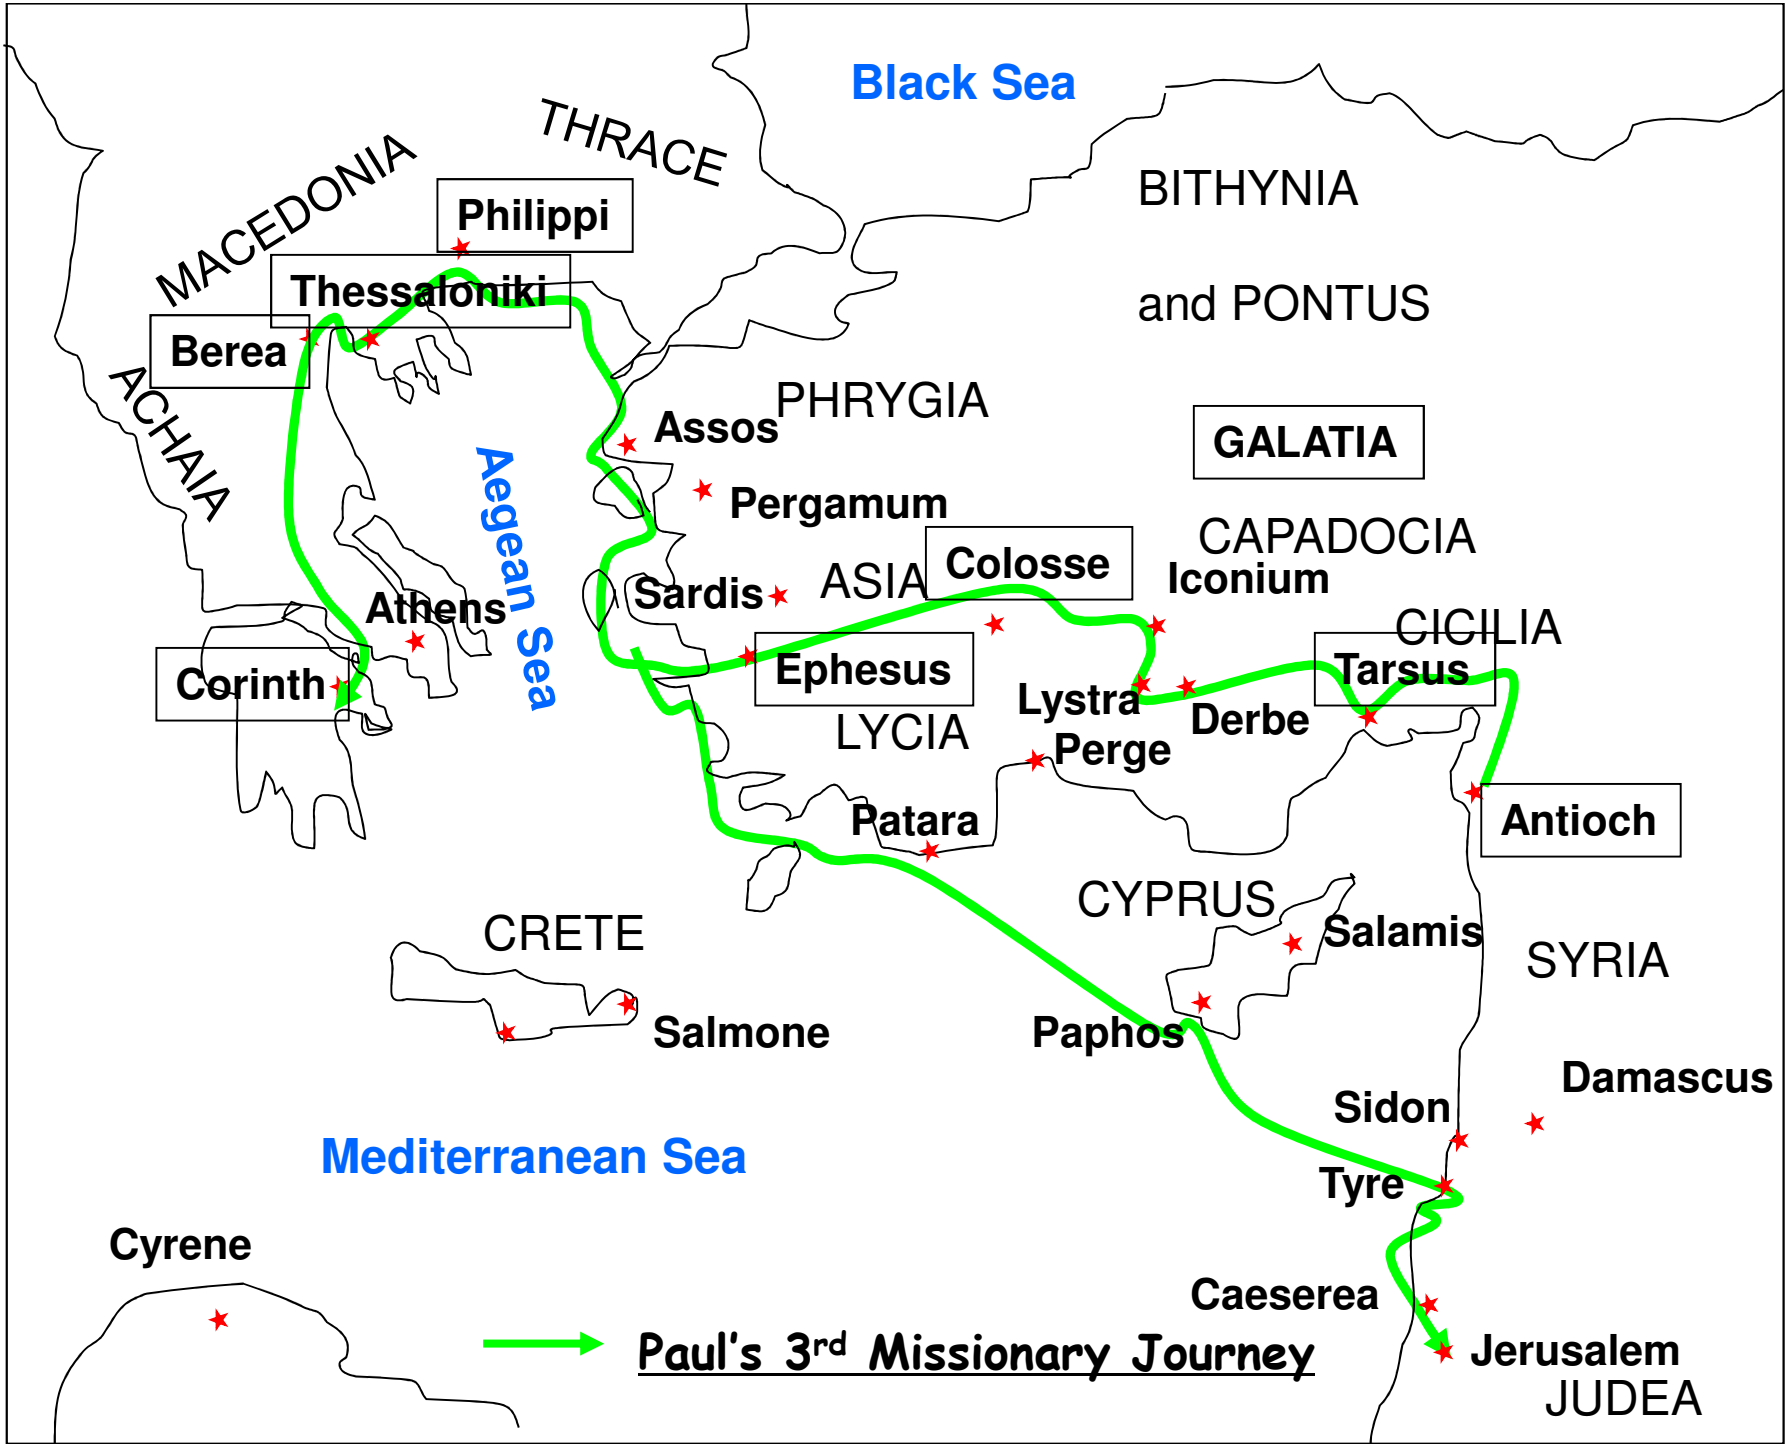 Black Sea
THRACE
MACEDONIA
BITHYNIA
Philippi
Thessaloniki
and PONTUS
Berea
ACHAIA
PHRYGIA
Assos
GALATIA
Aegean Sea
Pergamum
CAPADOCIA
Colosse
ASIA
Iconium
Sardis
Athens
CICILIA
Corinth
Ephesus
Tarsus
Lystra
Derbe
LYCIA
Perge
Patara
Antioch
CYPRUS
CRETE
Salamis
SYRIA
Salmone
Paphos
Damascus
Sidon
Mediterranean Sea
Tyre
Cyrene
Caeserea
Paul's 3rd Missionary Journey
Jerusalem
JUDEA